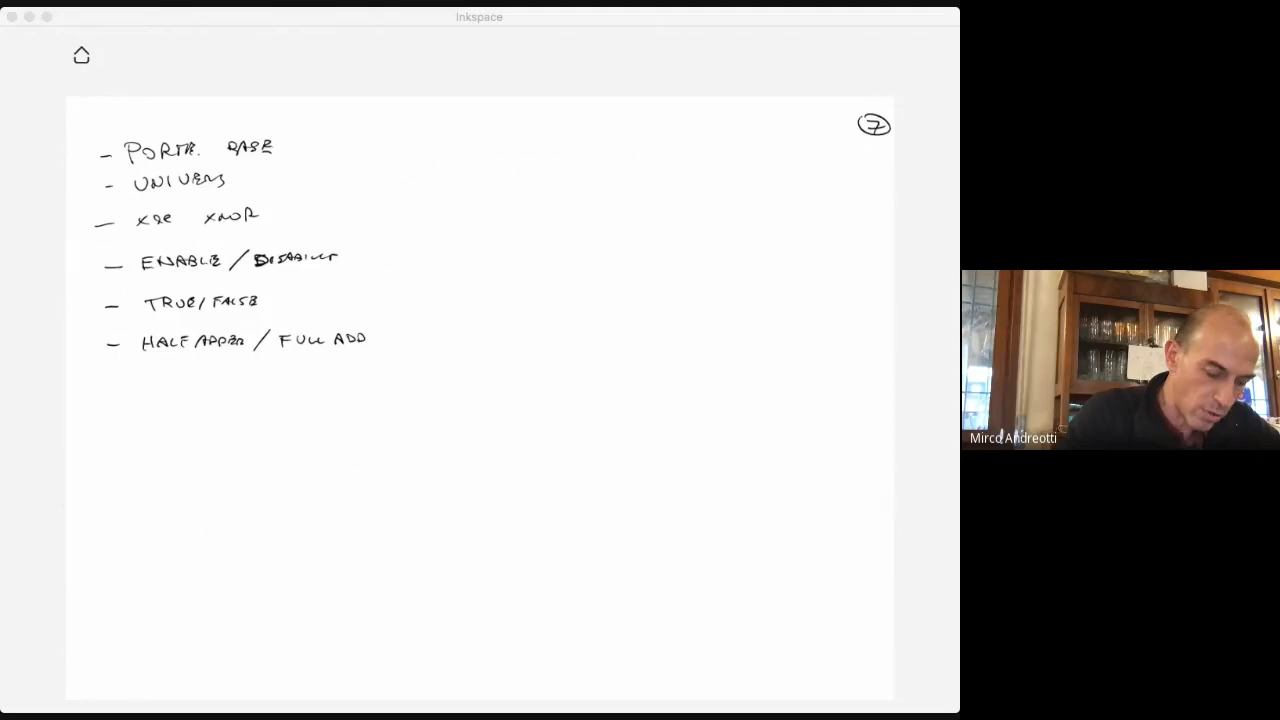 Inkspace
7
- PORTE. BASE
- UNIVERS
- XOR XNOR
- ENABLE / DISABLE
- TRUE / FALSE
- HALF ADDER / FULL ADD
Mirco Andreotti